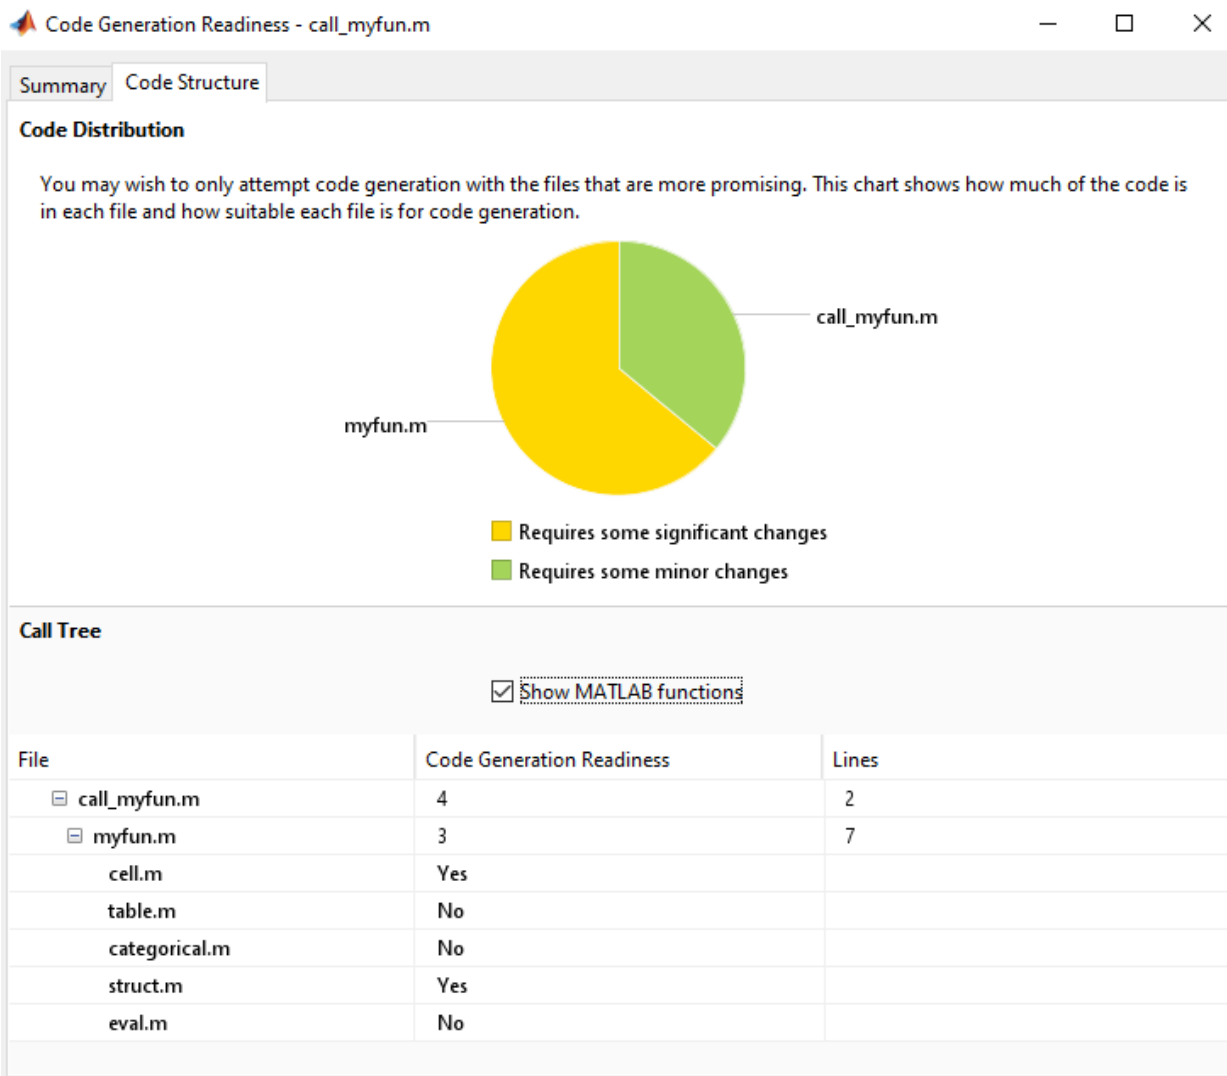 Code Generation Readiness - call_myfun.m
Summary Code Structure
Code Distribution
You may wish to only attempt code generation with the files that are more promising. This chart shows how much of the code is
in each file and how suitable each file is for code generation.
call_myfun.m
myfun.m
Requires some significant changes
Requires some minor changes
Call Tree
Show MATLAB functions
File Code Generation Readiness Lines
call_myfun.m 4 2
myfun.m 3 7
cell.m Yes
table.m No
categorical.m No
struct.m Yes
eval.m No